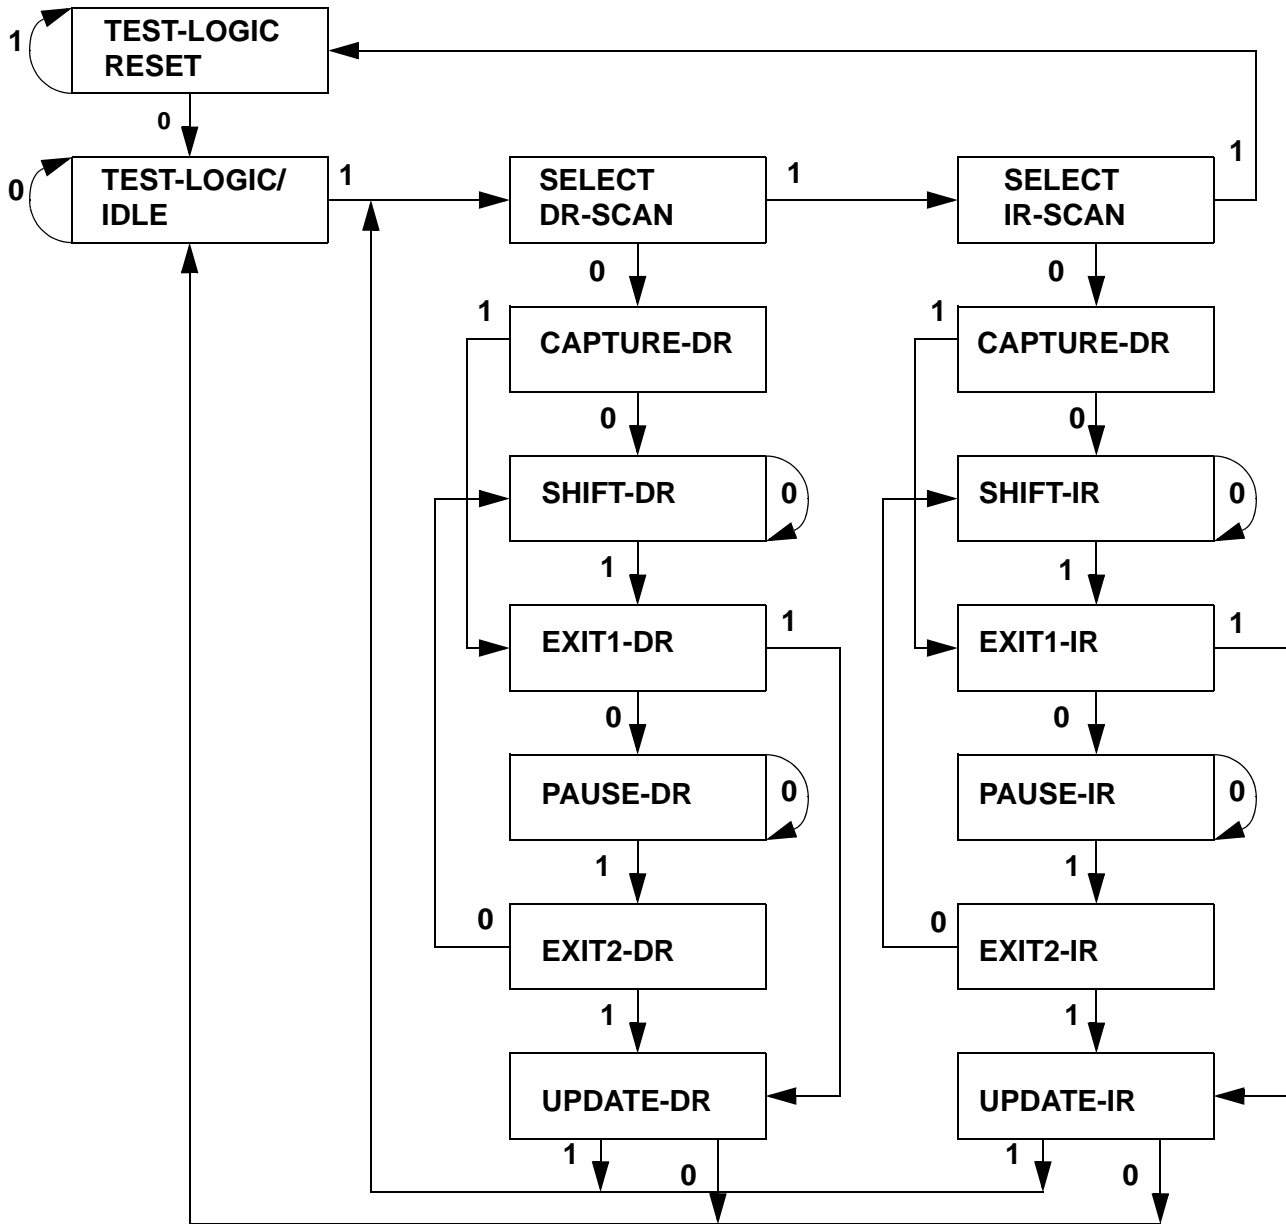 TEST-LOGIC
RESET
1
0
TEST-LOGIC/
IDLE
0
1
SELECT
DR-SCAN
1
SELECT
IR-SCAN
1
0
0
1
CAPTURE-DR
1
CAPTURE-DR
0
0
SHIFT-DR
0
SHIFT-IR
0
1
1
EXIT1-DR
1
EXIT1-IR
1
0
0
PAUSE-DR
0
PAUSE-IR
0
1
1
0
EXIT2-DR
0
EXIT2-IR
1
1
UPDATE-DR
UPDATE-IR
1
0
1
0